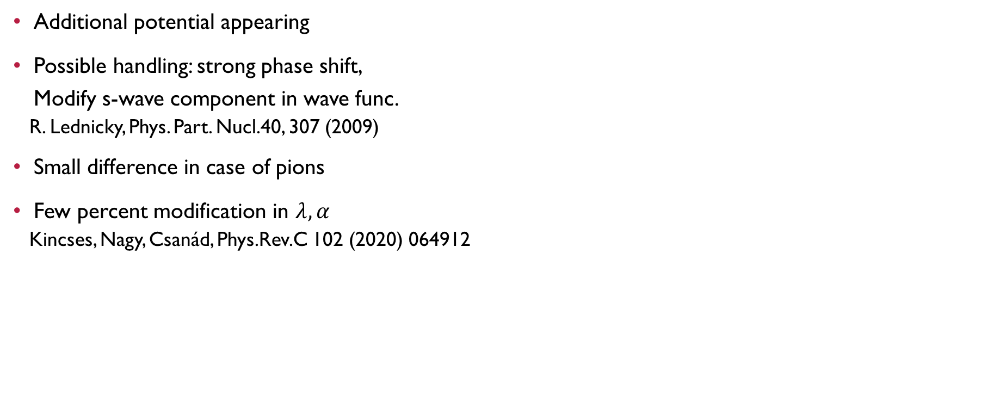 • Additional potential appearing
• Possible handling: strong phase shift,
Modify s-wave component in wave func.
R. Lednicky, Phys. Part. Nucl.40, 307 (2009)
• Small difference in case of pions
• Few percent modification in λ, α
Kincses, Nagy, Csanád, Phys.Rev.C 102 (2020) 064912